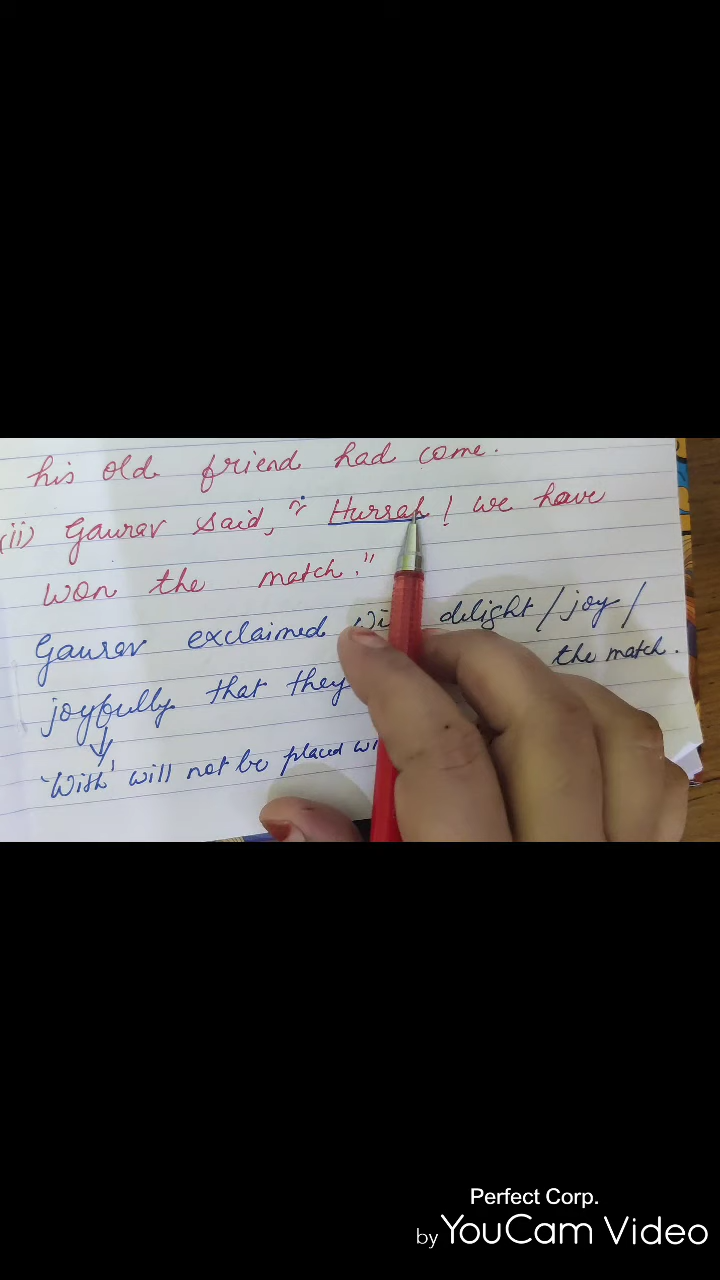 his old friend had come.
(ii) Gaurav said, " Hurrah! we have
won the match."
Gaurav exclaimed delight / joy /
joyfully that they the match.
'Wish' will not be placed
Perfect Corp.
by YouCam Video